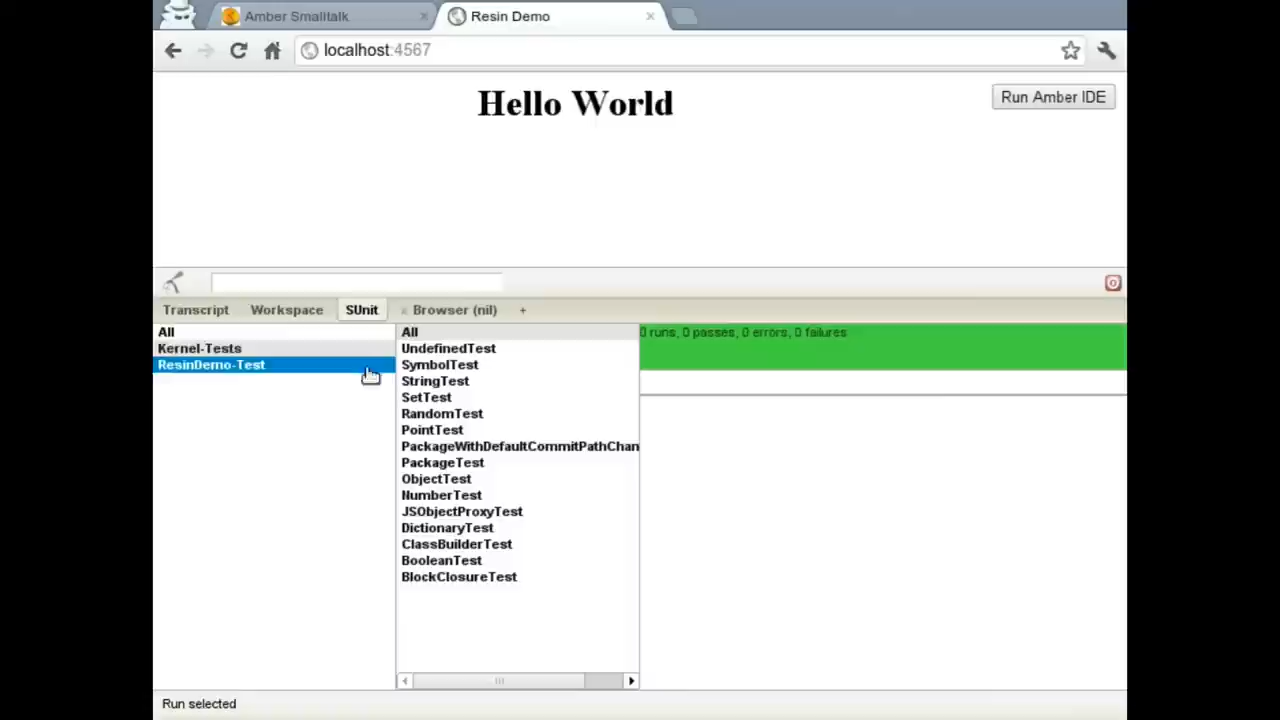 Amber Smalltalk
Resin Demo
localhost:4567
Hello World
Run Amber IDE
Transcript
Workspace
SUnit
Browser (nil)
+
All
Kernel-Tests
ResinDemo-Test
All
UndefinedTest
SymbolTest
StringTest
SetTest
RandomTest
PointTest
PackageWithDefaultCommitPathChan
PackageTest
ObjectTest
NumberTest
JSObjectProxyTest
DictionaryTest
ClassBuilderTest
BooleanTest
BlockClosureTest
0 runs, 0 passes, 0 errors, 0 failures
Run selected